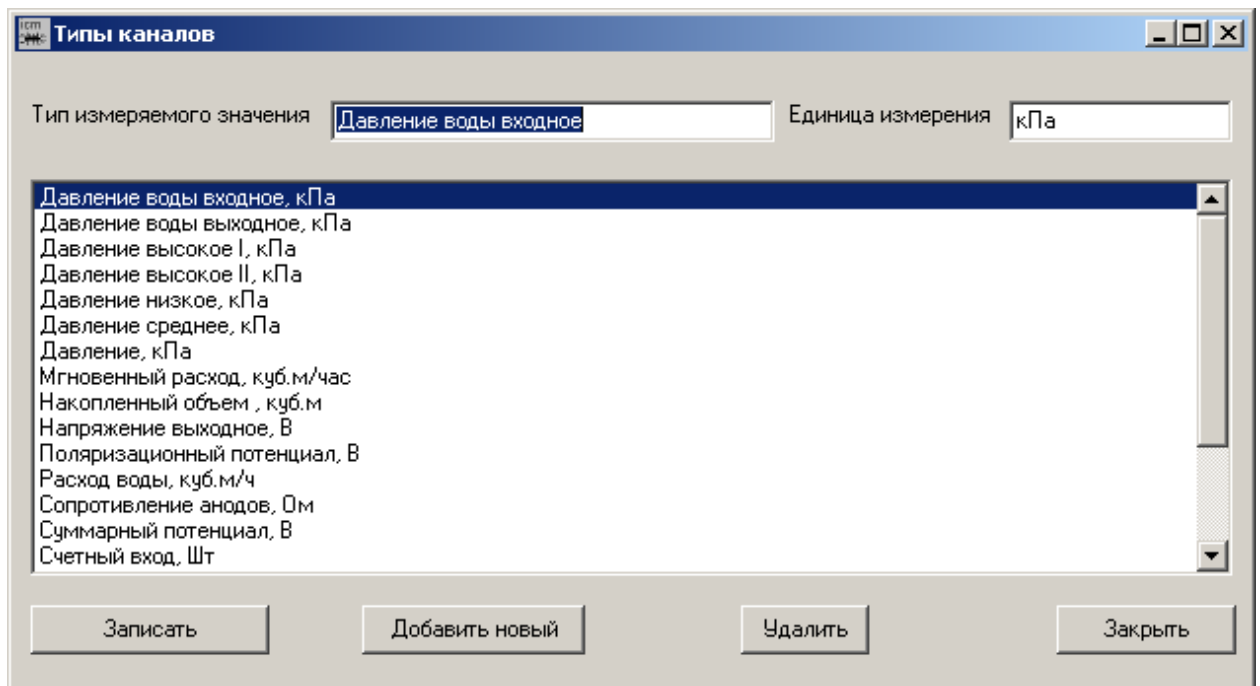 Типы каналов
Тип измеряемого значения Давление воды входное Единица измерения кПа
Давление воды входное, кПа
Давление воды выходное, кПа
Давление высокое I, кПа
Давление высокое II, кПа
Давление низкое, кПа
Давление среднее, кПа
Давление, кПа
Мгновенный расход, куб.м/час
Накопленный объем , куб.м
Напряжение выходное, В
Поляризационный потенциал, В
Расход воды, куб.м/ч
Сопротивление анодов, Ом
Суммарный потенциал, В
Счетный вход, Шт
Записать Добавить новый Удалить Закрыть